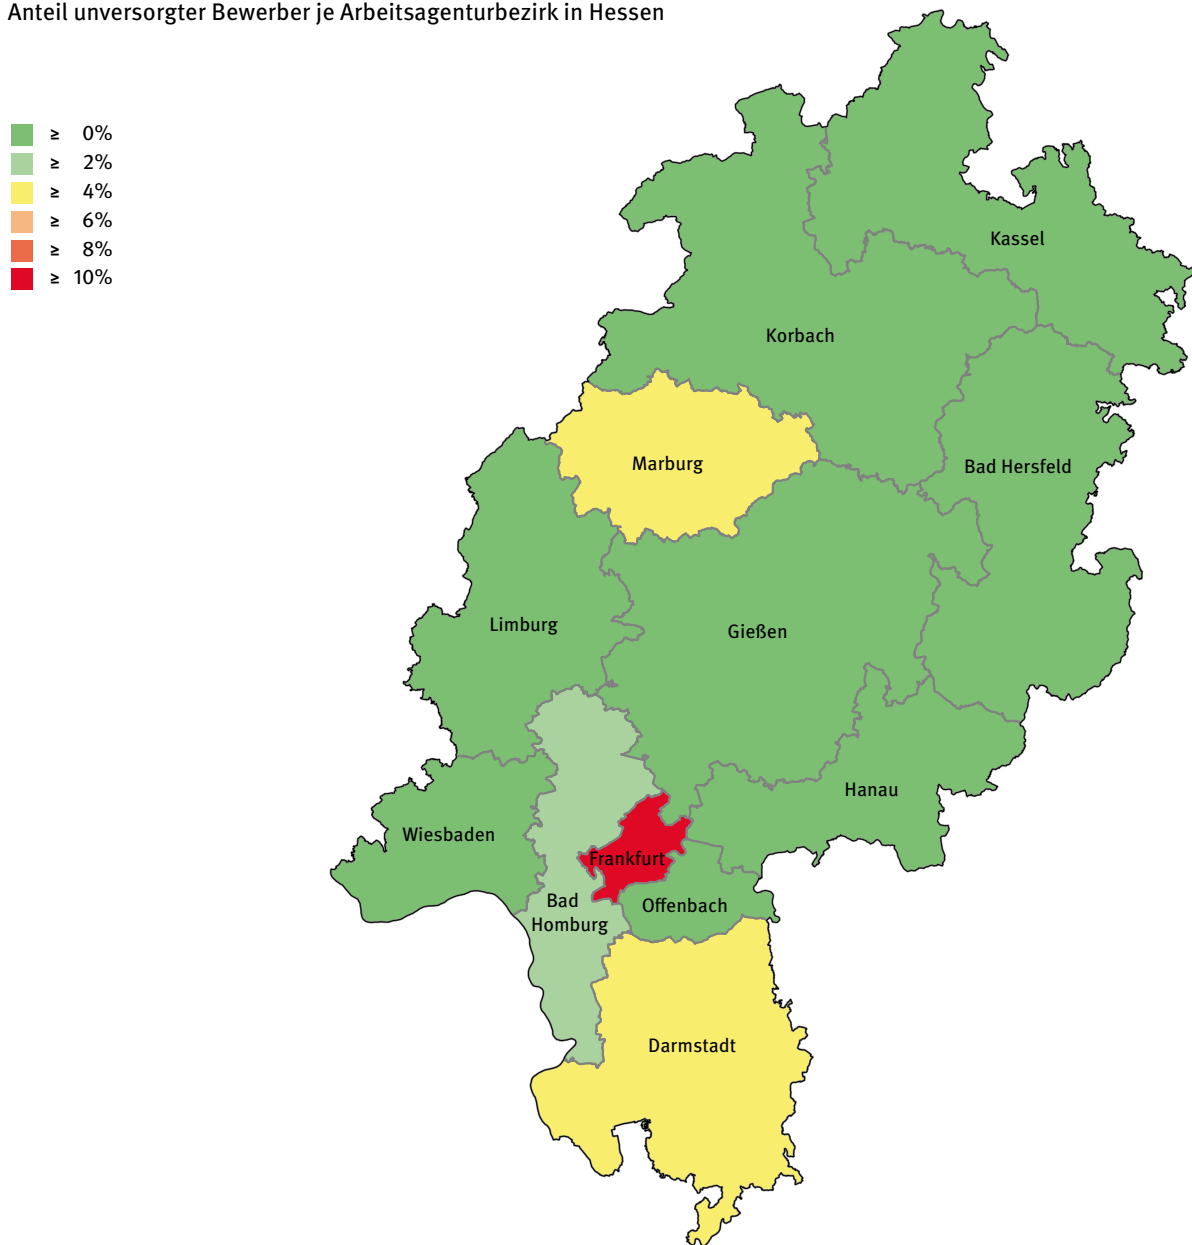 Anteil unversorgter Bewerber je Arbeitsagenturbezirk in Hessen
≥ 0%
≥ 2%
≥ 4%
≥ 6%
≥ 8%
≥ 10%
Kassel
Korbach
Marburg
Bad Hersfeld
Limburg
Gießen
Hanau
Wiesbaden
Frankfurt
Bad
Homburg
Offenbach
Darmstadt